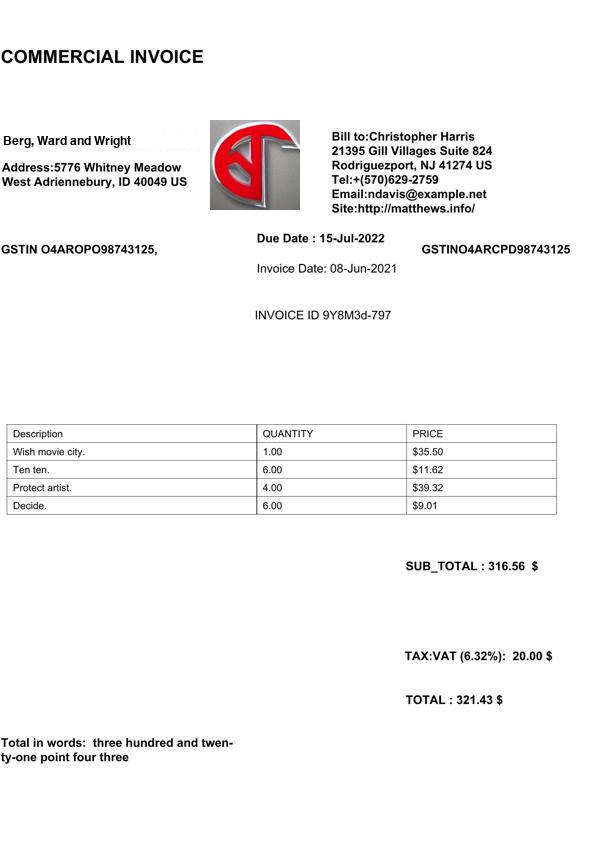 COMMERCIAL INVOICE
Berg, Ward and Wright
Address:5776 Whitney Meadow
West Adriennebury, ID 40049 US
Bill to:Christopher Harris
21395 Gill Villages Suite 824
Rodriguezport, NJ 41274 US
Tel:+(570)629-2759
Email:ndavis@example.net
Site:http://matthews.info/
GSTIN O4AROPO98743125,
Due Date : 15-Jul-2022
GSTINO4ARCPD98743125
Invoice Date: 08-Jun-2021
INVOICE ID 9Y8M3d-797
Description QUANTITY PRICE
Wish movie city. 1.00 $35.50
Ten ten. 6.00 $11.62
Protect artist. 4.00 $39.32
Decide. 6.00 $9.01
SUB_TOTAL : 316.56 $
TAX:VAT (6.32%): 20.00 $
TOTAL : 321.43 $
Total in words: three hundred and twen-
ty-one point four three